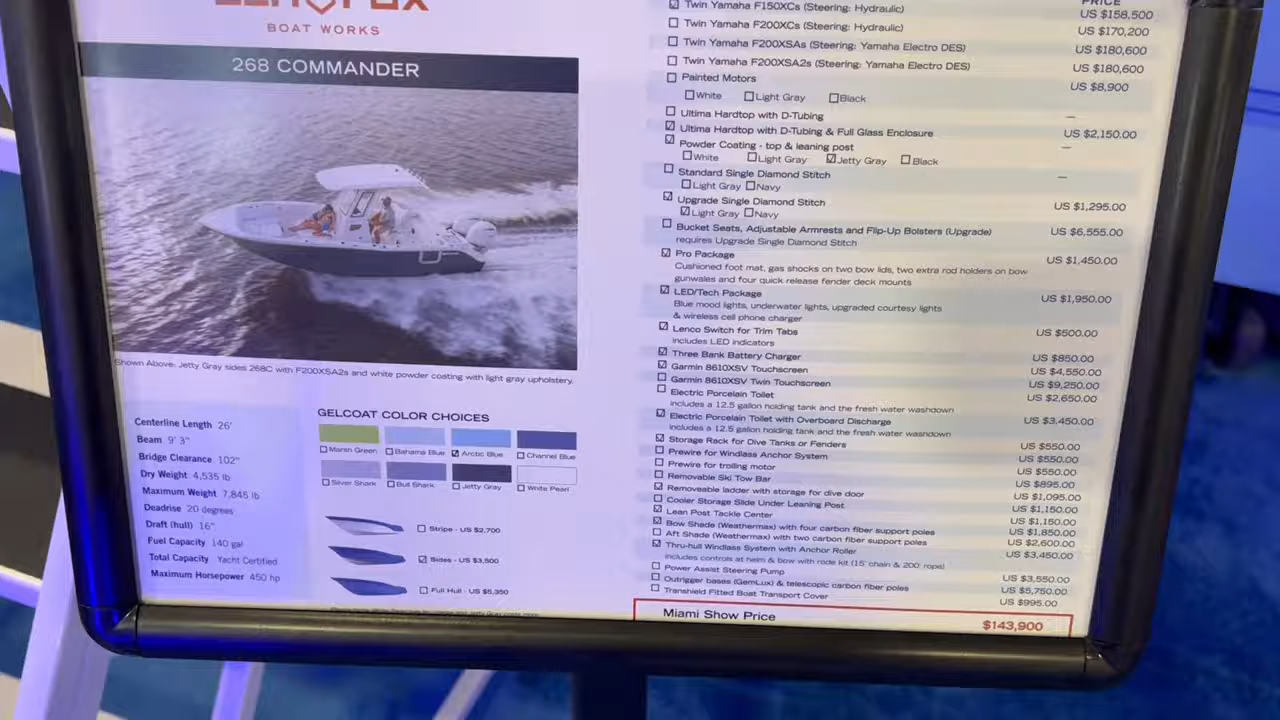 BOAT WORKS
268 COMMANDER
Shown Above: Jetty Gray sides 268C with F200XSA2s and white powder coating with light gray upholstery.
Centerline Length 26'
Beam 9' 3"
Bridge Clearance 102"
Dry Weight 4,535 lb
Maximum Weight 7,845 lb
Deadrise 20 degrees
Draft (hull) 16"
Fuel Capacity 140 gal
Total Capacity Yacht Certified
Maximum Horsepower 450 hp
GELCOAT COLOR CHOICES
Marsh Green Bahama Blue Arctic Blue Channel Blue
Silver Shark Bull Shark Jetty Gray White Pearl
Stripe - US $2,700
Sides - US $3,500
Full Hull - US $5,350
PRICE
Twin Yamaha F150XCs (Steering: Hydraulic) US $158,500
Twin Yamaha F200XCs (Steering: Hydraulic) US $170,200
Twin Yamaha F200XSAs (Steering: Yamaha Electro DES) US $180,600
Twin Yamaha F200XSA2s (Steering: Yamaha Electro DES) US $180,600
Painted Motors US $8,900
White Light Gray Black
Ultima Hardtop with D-Tubing —
Ultima Hardtop with D-Tubing & Full Glass Enclosure US $2,150.00
Powder Coating - top & leaning post —
White Light Gray Jetty Gray Black
Standard Single Diamond Stitch —
Light Gray Navy
Upgrade Single Diamond Stitch US $1,295.00
Light Gray Navy
Bucket Seats, Adjustable Armrests and Flip-Up Bolsters (Upgrade) US $6,555.00
requires Upgrade Single Diamond Stitch
Pro Package US $1,450.00
Cushioned foot mat, gas shocks on two bow lids, two extra rod holders on bow
gunwales and four quick release fender deck mounts
LED/Tech Package US $1,950.00
Blue mood lights, underwater lights, upgraded courtesy lights
& wireless cell phone charger
Lenco Switch for Trim Tabs US $500.00
includes LED indicators
Three Bank Battery Charger US $850.00
Garmin 8610XSV Touchscreen US $4,550.00
Garmin 8610XSV Twin Touchscreen US $9,250.00
Electric Porcelain Toilet US $2,650.00
includes a 12.5 gallon holding tank and the fresh water washdown
Electric Porcelain Toilet with Overboard Discharge US $3,450.00
includes a 12.5 gallon holding tank and the fresh water washdown
Storage Rack for Dive Tanks or Fenders US $550.00
Prewire for Windlass Anchor System US $550.00
Prewire for trolling motor US $550.00
Removable Ski Tow Bar US $895.00
Removeable ladder with storage for dive door US $1,095.00
Cooler Storage Slide Under Leaning Post US $1,150.00
Lean Post Tackle Center US $1,150.00
Bow Shade (Weathermax) with four carbon fiber support poles US $1,850.00
Aft Shade (Weathermax) with two carbon fiber support poles US $2,600.00
Thru-hull Windlass System with Anchor Roller US $3,450.00
includes controls at helm & bow with rode kit (15' chain & 200' rope)
Power Assist Steering Pump US $3,550.00
Outrigger bases (GemLux) & telescopic carbon fiber poles US $5,750.00
Transhield Fitted Boat Transport Cover US $995.00
Miami Show Price $143,900